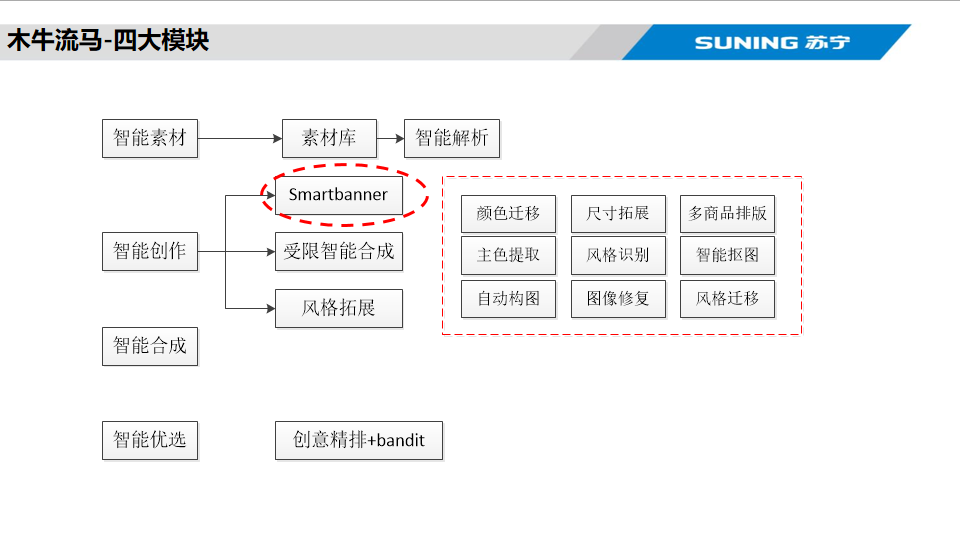 木牛流马-四大模块
SUNING 苏宁
智能素材
素材库
智能解析
智能创作
Smartbanner
受限智能合成
风格拓展
颜色迁移
尺寸拓展
多商品排版
主色提取
风格识别
智能抠图
自动构图
图像修复
风格迁移
智能合成
智能优选
创意精排+bandit